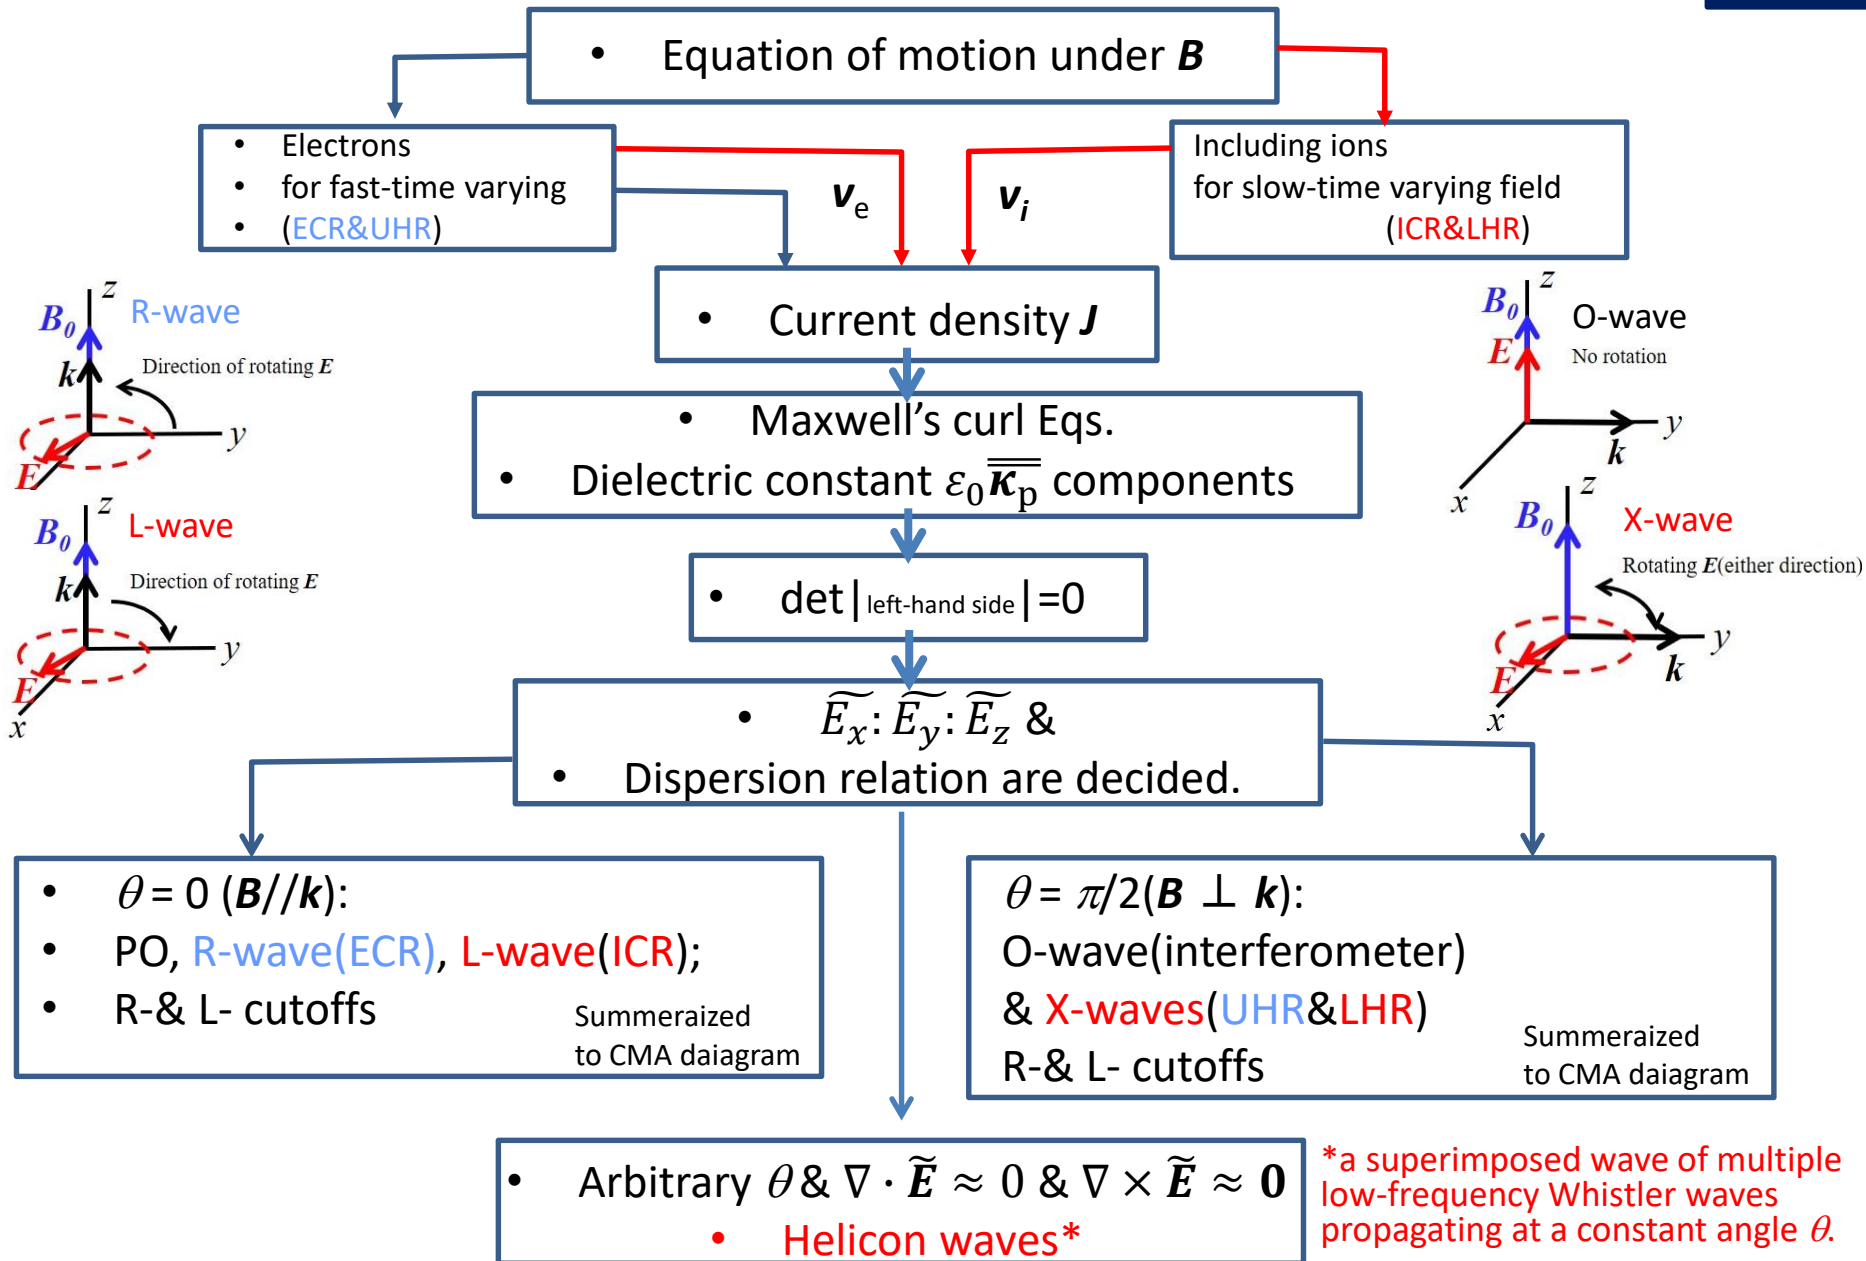 • Equation of motion under B
• Electrons
• for fast-time varying
• (ECR&UHR)
Including ions
for slow-time varying field
(ICR&LHR)
vₑ
vᵢ
• Current density J
z
R-wave
B₀
Direction of rotating E
k
y
E
z
L-wave
B₀
Direction of rotating E
k
y
E
x
z
B₀
O-wave
E
No rotation
y
k
x
z
B₀
X-wave
Rotating E(either direction)
y
k
E
x
• Maxwell's curl Eqs.
• Dielectric constant ε₀κ̿ₚ components
• det|left-hand side|=0
• Ẽₓ: Ẽᵧ: Ẽ_z &
• Dispersion relation are decided.
• θ = 0 (B//k):
• PO, R-wave(ECR), L-wave(ICR);
• R-& L- cutoffs
Summeraized
to CMA daiagram
θ = π/2(B ⊥ k):
O-wave(interferometer)
& X-waves(UHR&LHR)
R-& L- cutoffs
Summeraized
to CMA daiagram
• Arbitrary θ & ∇ · Ẽ ≈ 0 & ∇ × Ẽ ≈ 0
• Helicon waves*
*a superimposed wave of multiple
low-frequency Whistler waves
propagating at a constant angle θ.